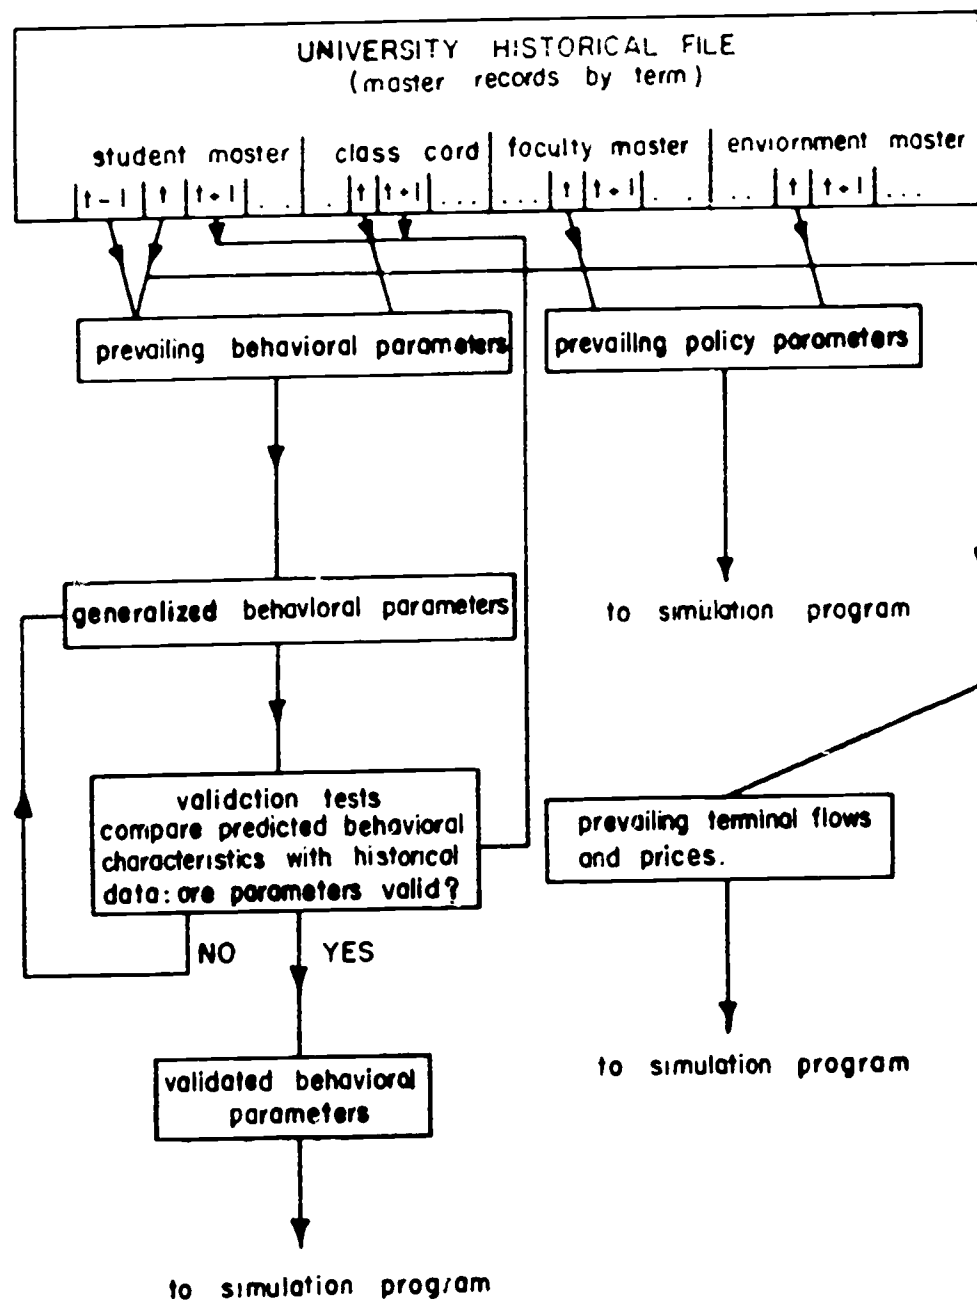 UNIVERSITY HISTORICAL FILE
(master records by term)
student master class card faculty master enviornment master
t-1 t t+1 ... . t t+1 ... ... t t+1 ... ... t t+1 ...
prevailing behavioral parameters
prevailing policy parameters
generalized behavioral parameters
to simulation program
validction tests
compare predicted behavioral
characteristics with historical
data: are parameters valid?
prevailing terminal flows
and prices.
NO YES
validated behavioral
parameters
to simulation program
to simulation program